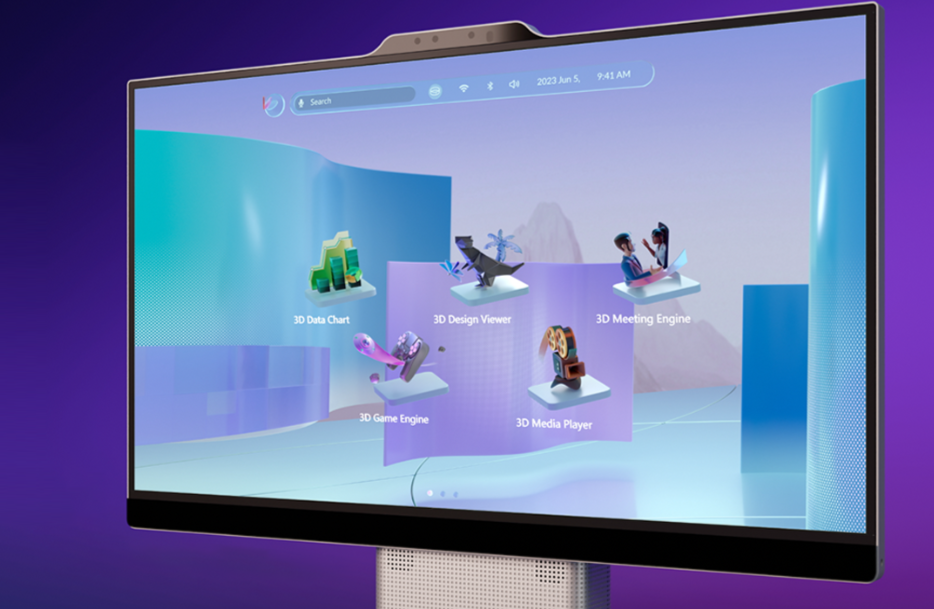 Search
2023 Jun 5.
9:41 AM
3D Data Chart
3D Design Viewer
3D Meeting Engine
3D Game Engine
3D Media Player